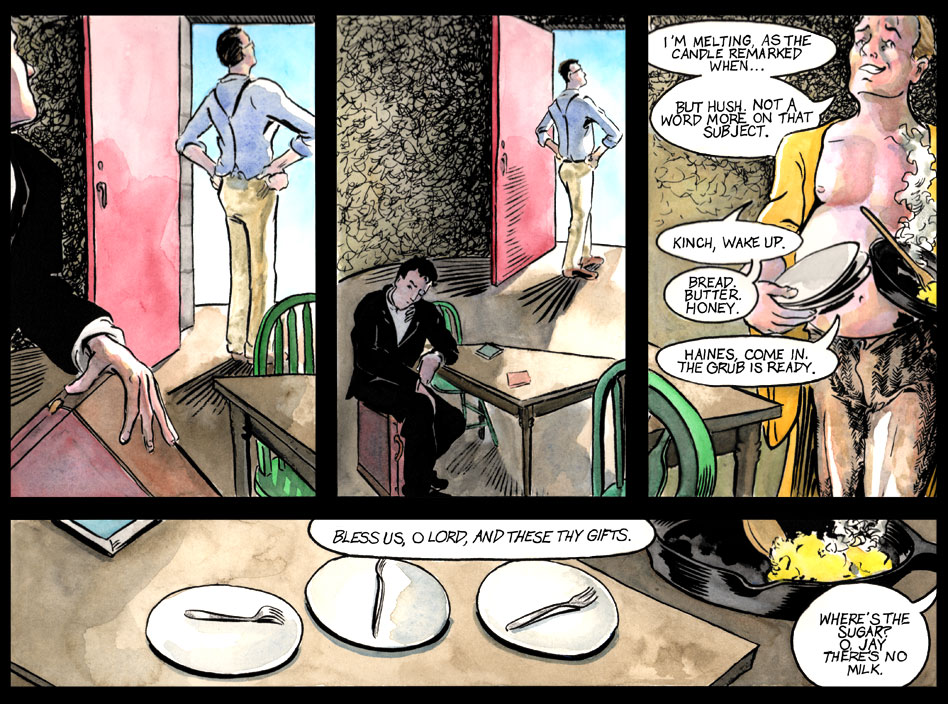 I'M MELTING, AS THE
CANDLE REMARKED
WHEN...
BUT HUSH. NOT A
WORD MORE ON THAT
SUBJECT.
KINCH, WAKE UP.
BREAD.
BUTTER.
HONEY.
HAINES, COME IN.
THE GRUB IS READY.
BLESS US, O LORD, AND THESE THY GIFTS.
WHERE'S THE
SUGAR?
O, JAY
THERE'S NO
MILK.